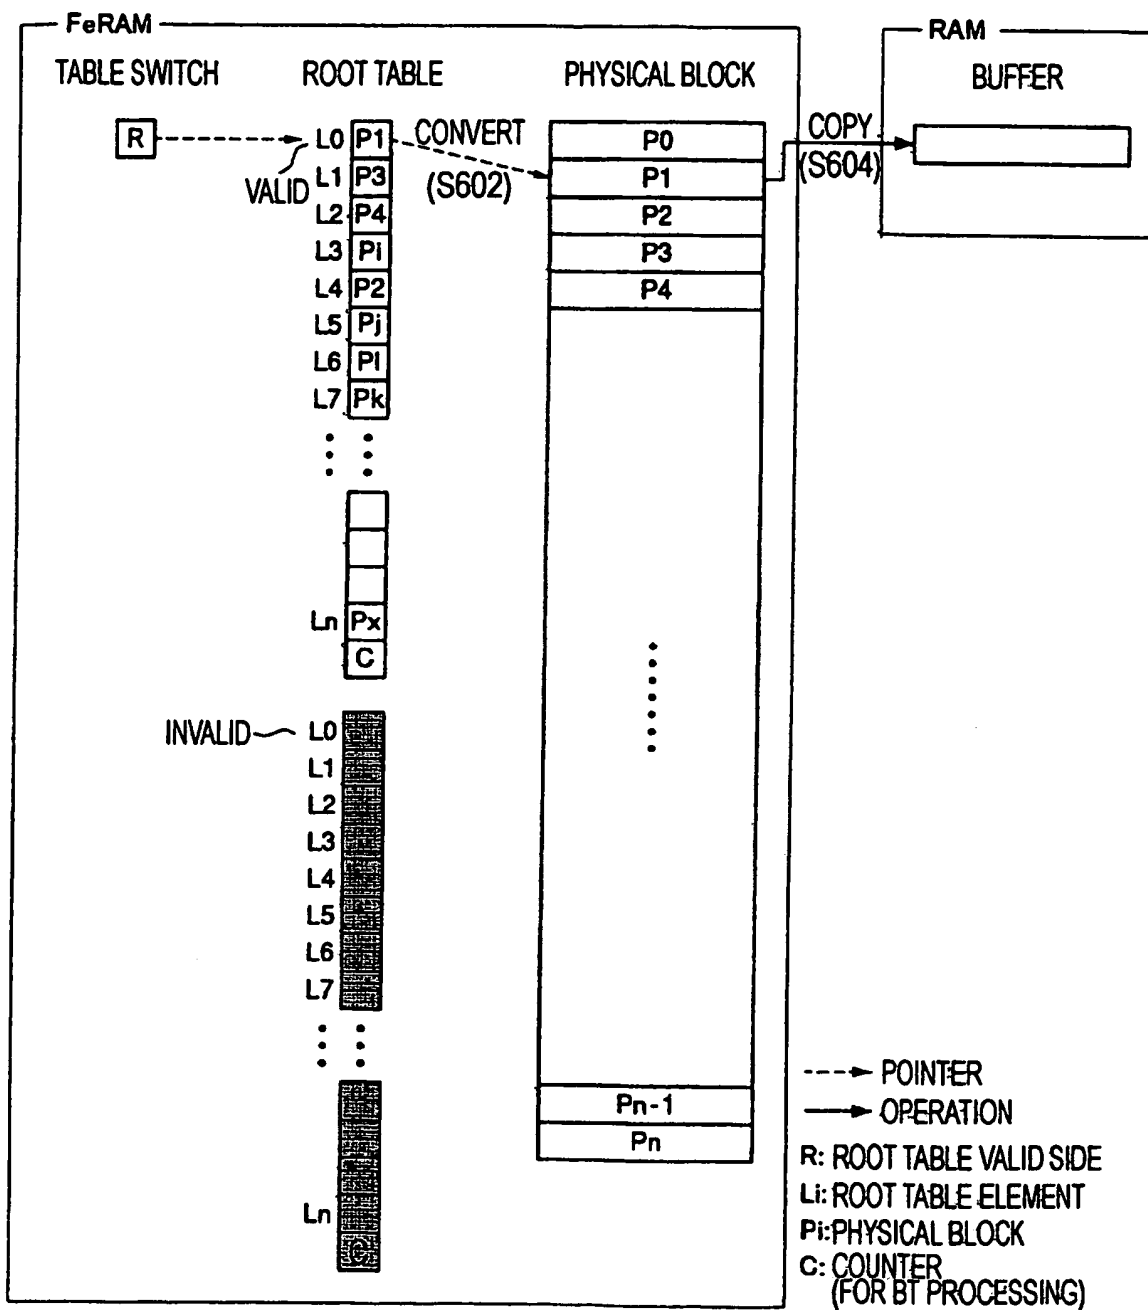 FeRAM
RAM
TABLE SWITCH
ROOT TABLE
PHYSICAL BLOCK
BUFFER
R
L0 P1
CONVERT
(S602)
VALID
L1 P3
L2 P4
L3 Pi
L4 P2
L5 Pj
L6 Pl
L7 Pk
Ln Px
C
P0
P1
P2
P3
P4
COPY
(S604)
INVALID
L0
L1
L2
L3
L4
L5
L6
L7
Ln
C
Pn-1
Pn
POINTER
OPERATION
R: ROOT TABLE VALID SIDE
Li: ROOT TABLE ELEMENT
Pi: PHYSICAL BLOCK
C: COUNTER
(FOR BT PROCESSING)